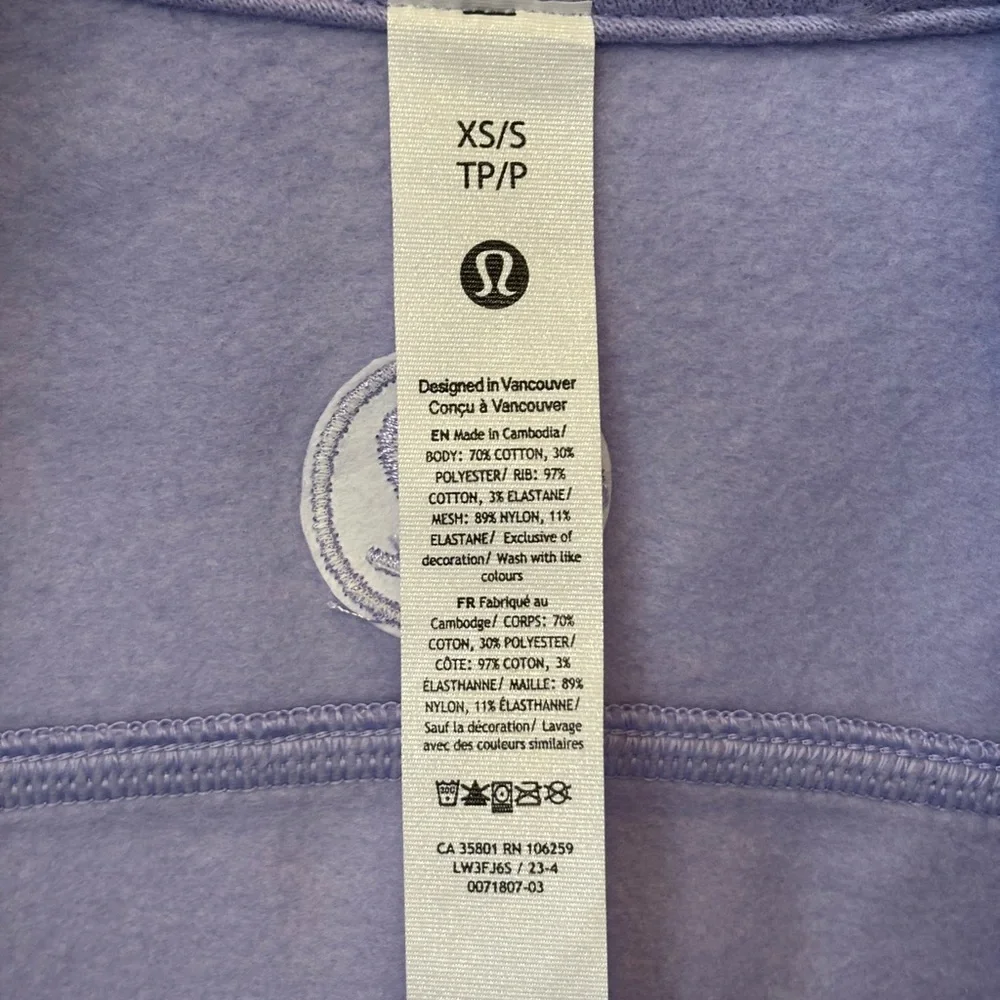 XS/S
TP/P
Designed in Vancouver
Conçu à Vancouver
EN Made in Cambodia/
BODY: 70% COTTON, 30%
POLYESTER/ RIB: 97%
COTTON, 3% ELASTANE/
MESH: 89% NYLON, 11%
ELASTANE/ Exclusive of
decoration/ Wash with like
colours
FR Fabriqué au
Cambodge/ CORPS: 70%
COTON, 30% POLYESTER/
CÔTE: 97% COTON, 3%
ÉLASTHANNE/ MAILLE: 89%
NYLON, 11% ÉLASTHANNE/
Sauf la décoration/ Lavage
avec des couleurs similaires
30C
CA 35801 RN 106259
LW3FJ6S / 23-4
0071807-03